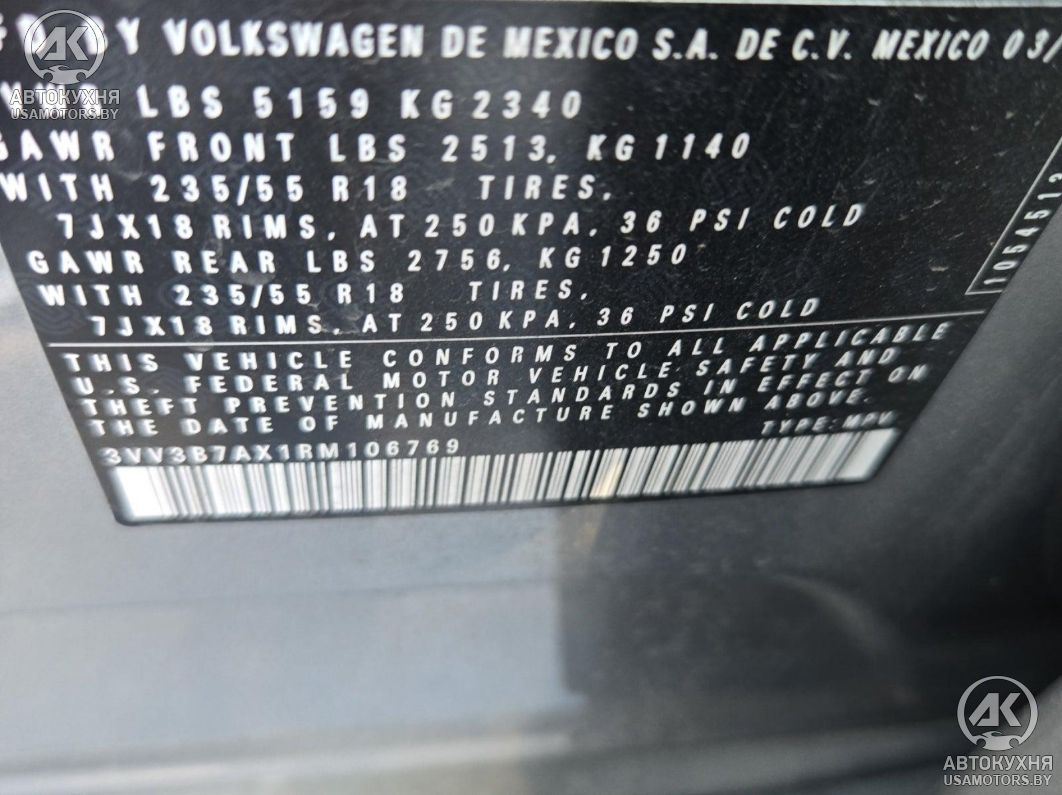 Y VOLKSWAGEN DE MEXICO S.A. DE C.V. MEXICO 03/
LBS 5159 KG 2340
GAWR FRONT LBS 2513, KG 1140
WITH 235/55 R18 TIRES,
7JX18 RIMS, AT 250 KPA, 36 PSI COLD
GAWR REAR LBS 2756, KG 1250
WITH 235/55 R18 TIRES,
7JX18 RIMS, AT 250 KPA, 36 PSI COLD
THIS VEHICLE CONFORMS TO ALL APPLICABLE
U.S. FEDERAL MOTOR VEHICLE SAFETY AND
THEFT PREVENTION STANDARDS IN EFFECT ON
THE DATE OF MANUFACTURE SHOWN ABOVE.
TYPE: MPV
3VV3B7AX1RM106769
1054512
AK
АВТОКУХНЯ
USAMOTORS.BY
AK
АВТОКУХНЯ
USAMOTORS.BY